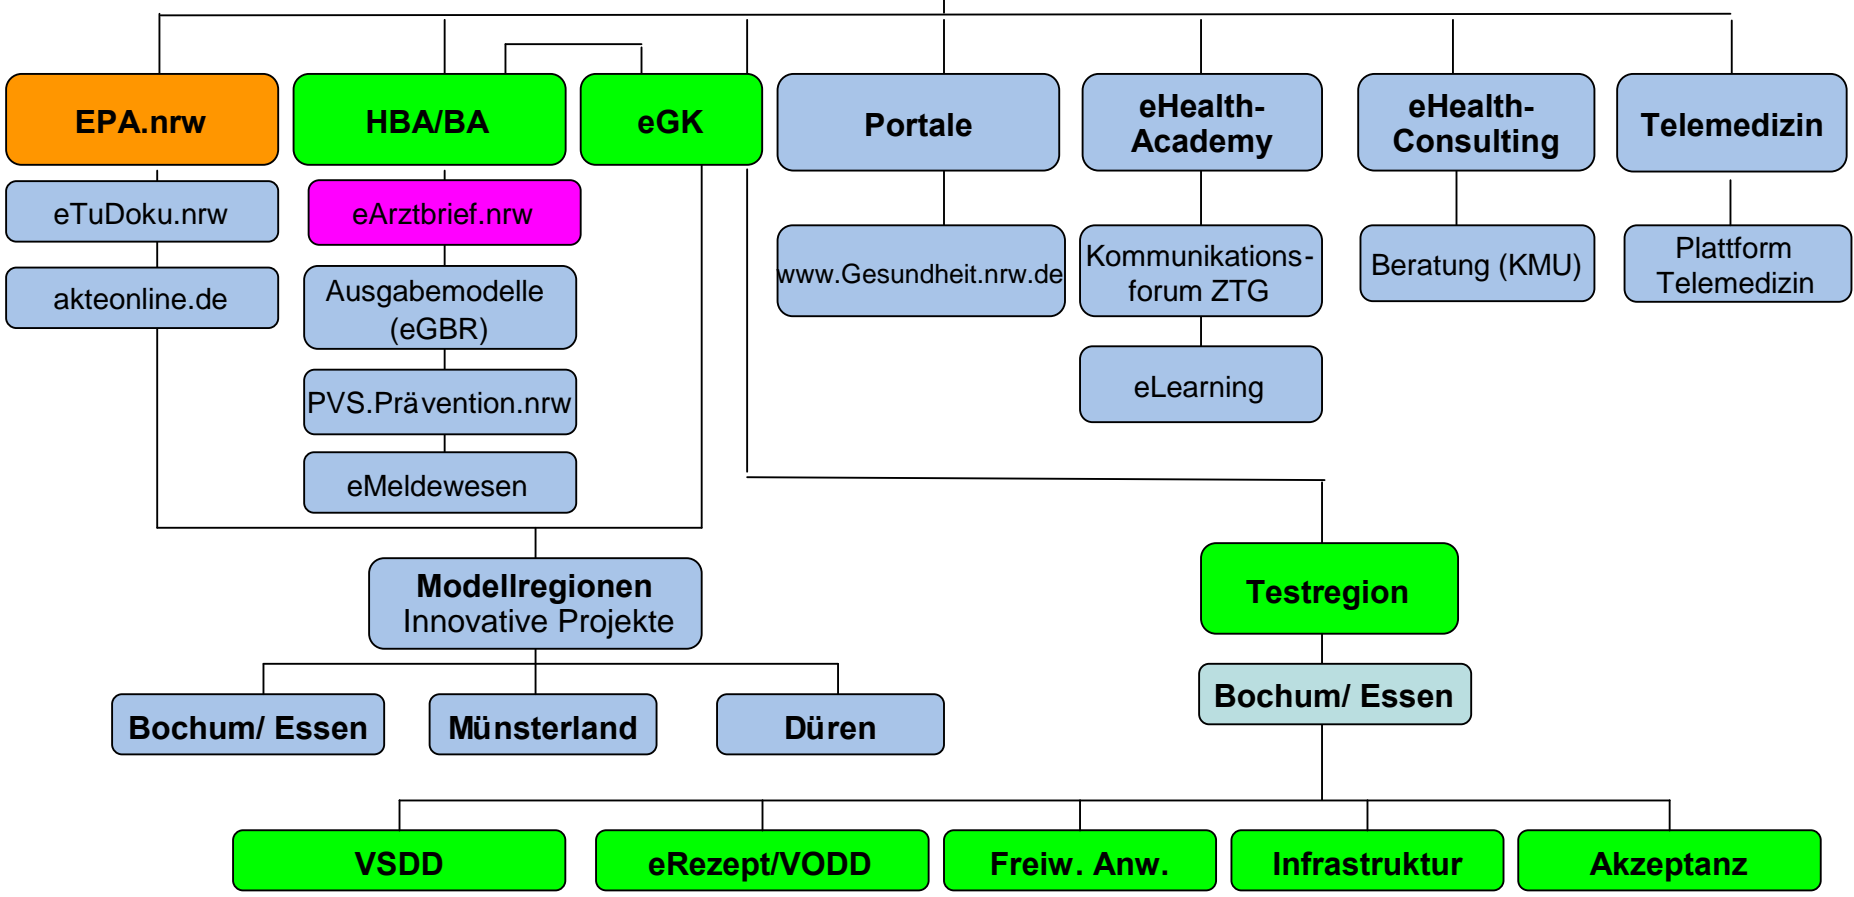 EPA.nrw
HBA/BA
eGK
Portale
eHealth-
Academy
eHealth-
Consulting
Telemedizin
eTuDoku.nrw
akteonline.de
eArztbrief.nrw
Ausgabemodelle
(eGBR)
PVS.Prävention.nrw
eMeldewesen
www.Gesundheit.nrw.de
Kommunikations-
forum ZTG
eLearning
Beratung (KMU)
Plattform
Telemedizin
Modellregionen
Innovative Projekte
Bochum/ Essen
Münsterland
Düren
Testregion
Bochum/ Essen
VSDD
eRezept/VODD
Freiw. Anw.
Infrastruktur
Akzeptanz